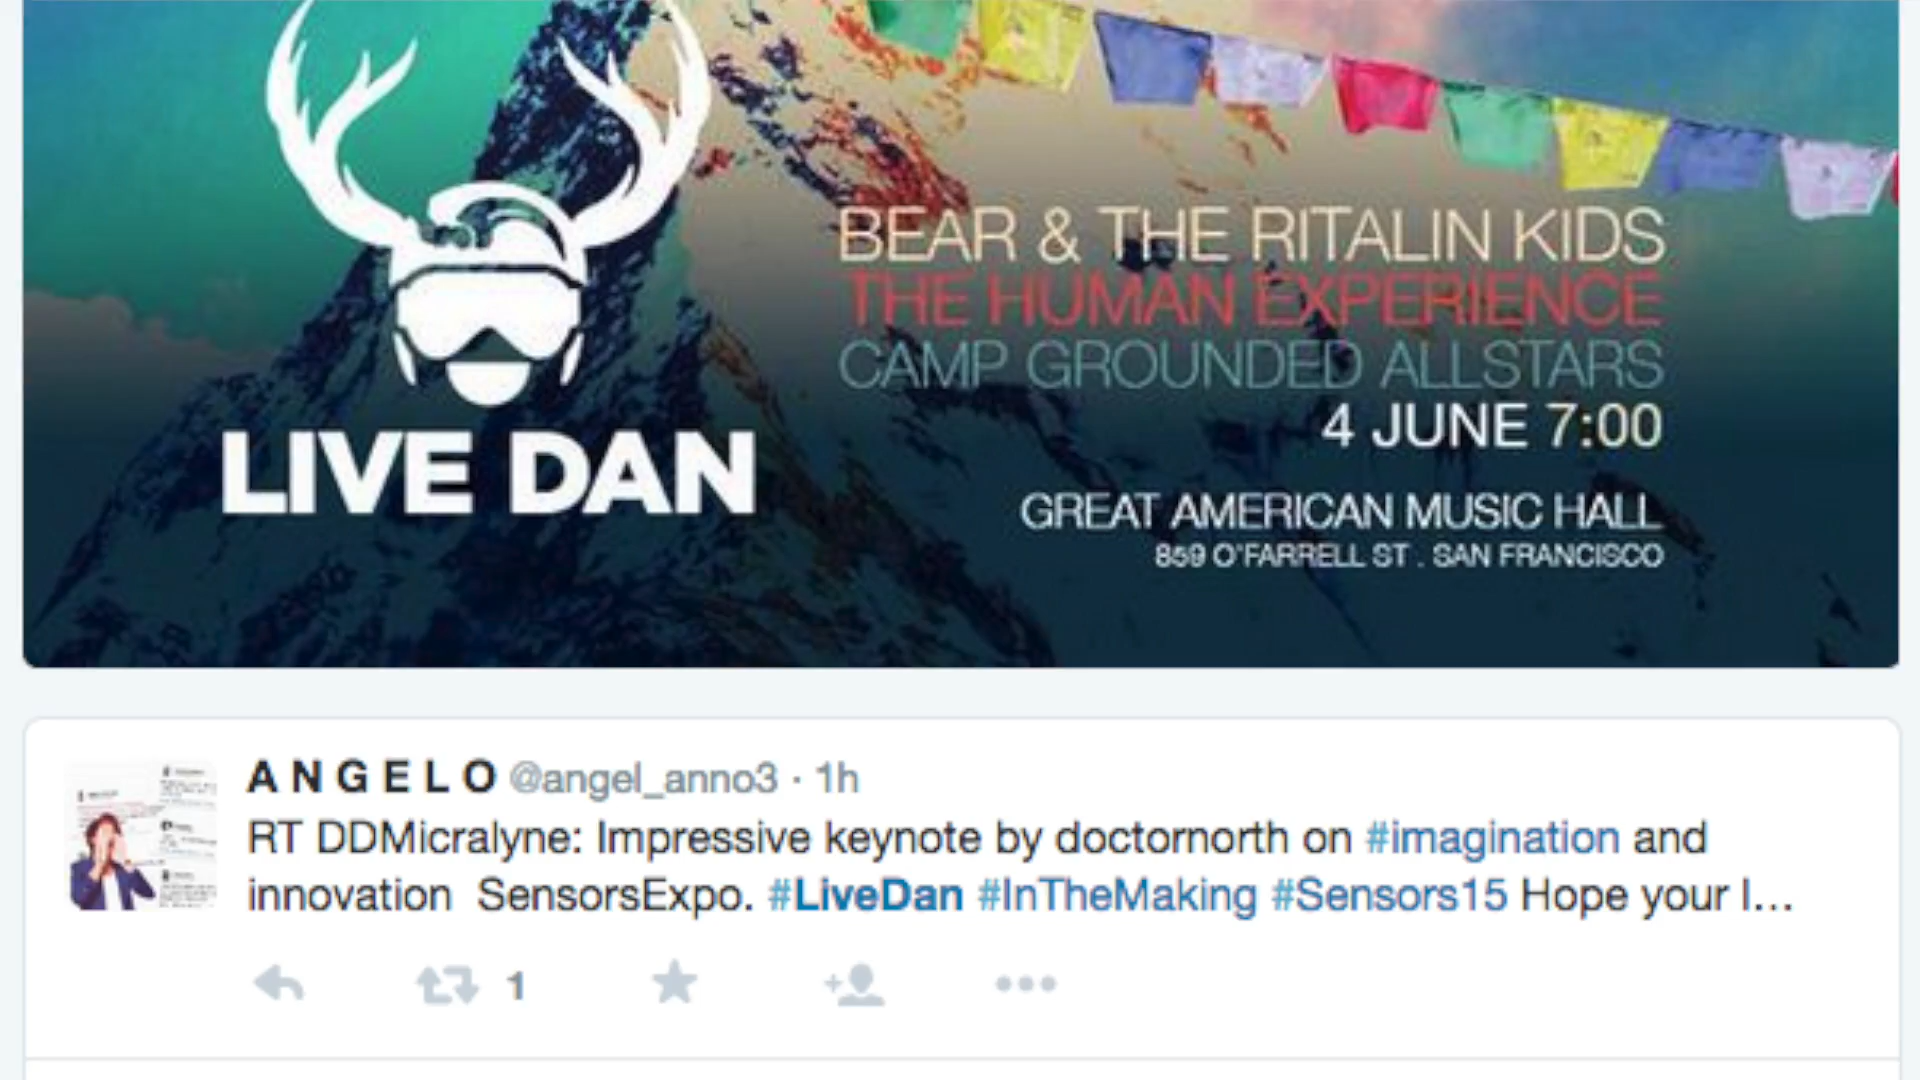 BEAR & THE RITALIN KIDS
THE HUMAN EXPERIENCE
CAMP GROUNDED ALLSTARS
4 JUNE 7:00
LIVE DAN
GREAT AMERICAN MUSIC HALL
859 O'FARRELL ST . SAN FRANCISCO
A N G E L O @angel_anno3 · 1h
RT DDMicralyne: Impressive keynote by doctornorth on #imagination and
innovation SensorsExpo. #LiveDan #InTheMaking #Sensors15 Hope your l...
1